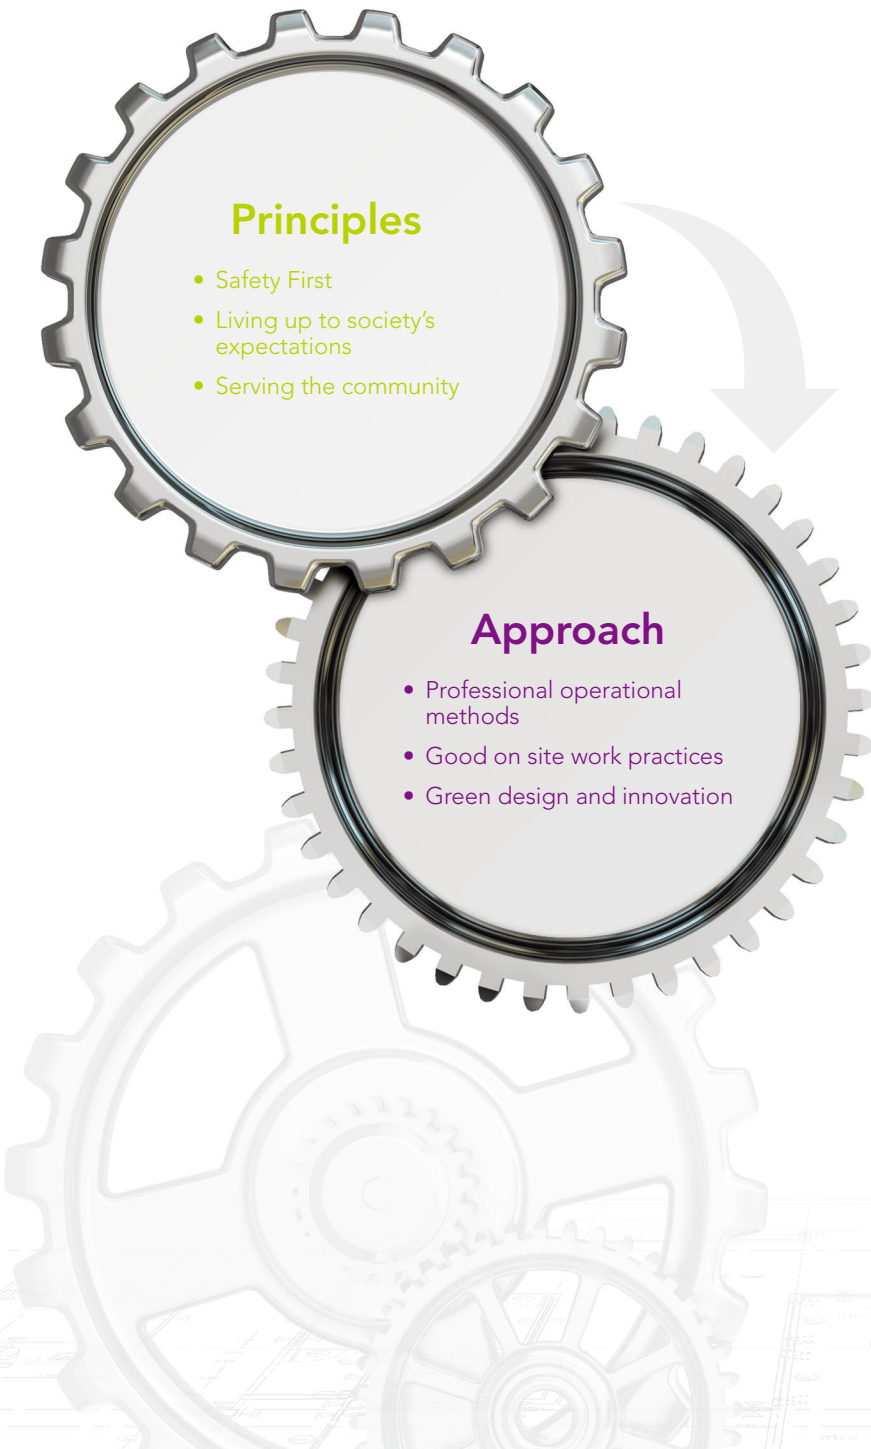 Principles
• Safety First
• Living up to society’s
expectations
• Serving the community
Approach
• Professional operational
methods
• Good on site work practices
• Green design and innovation